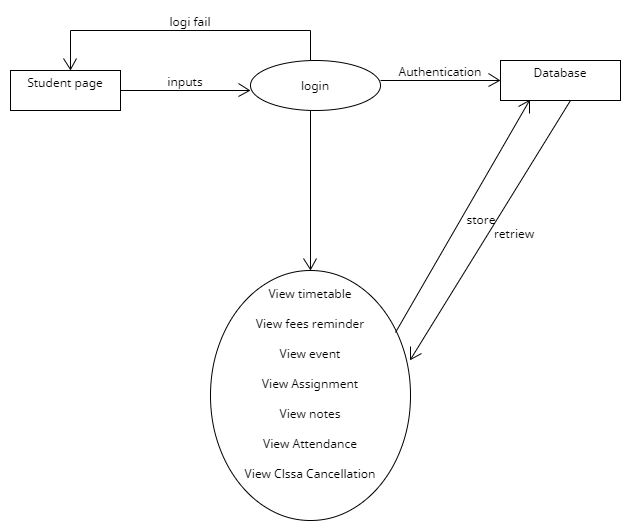 logi fail
Student page
inputs
login
Authentication
Database
store
retriew
View timetable
View fees reminder
View event
View Assignment
View notes
View Attendance
View Clssa Cancellation